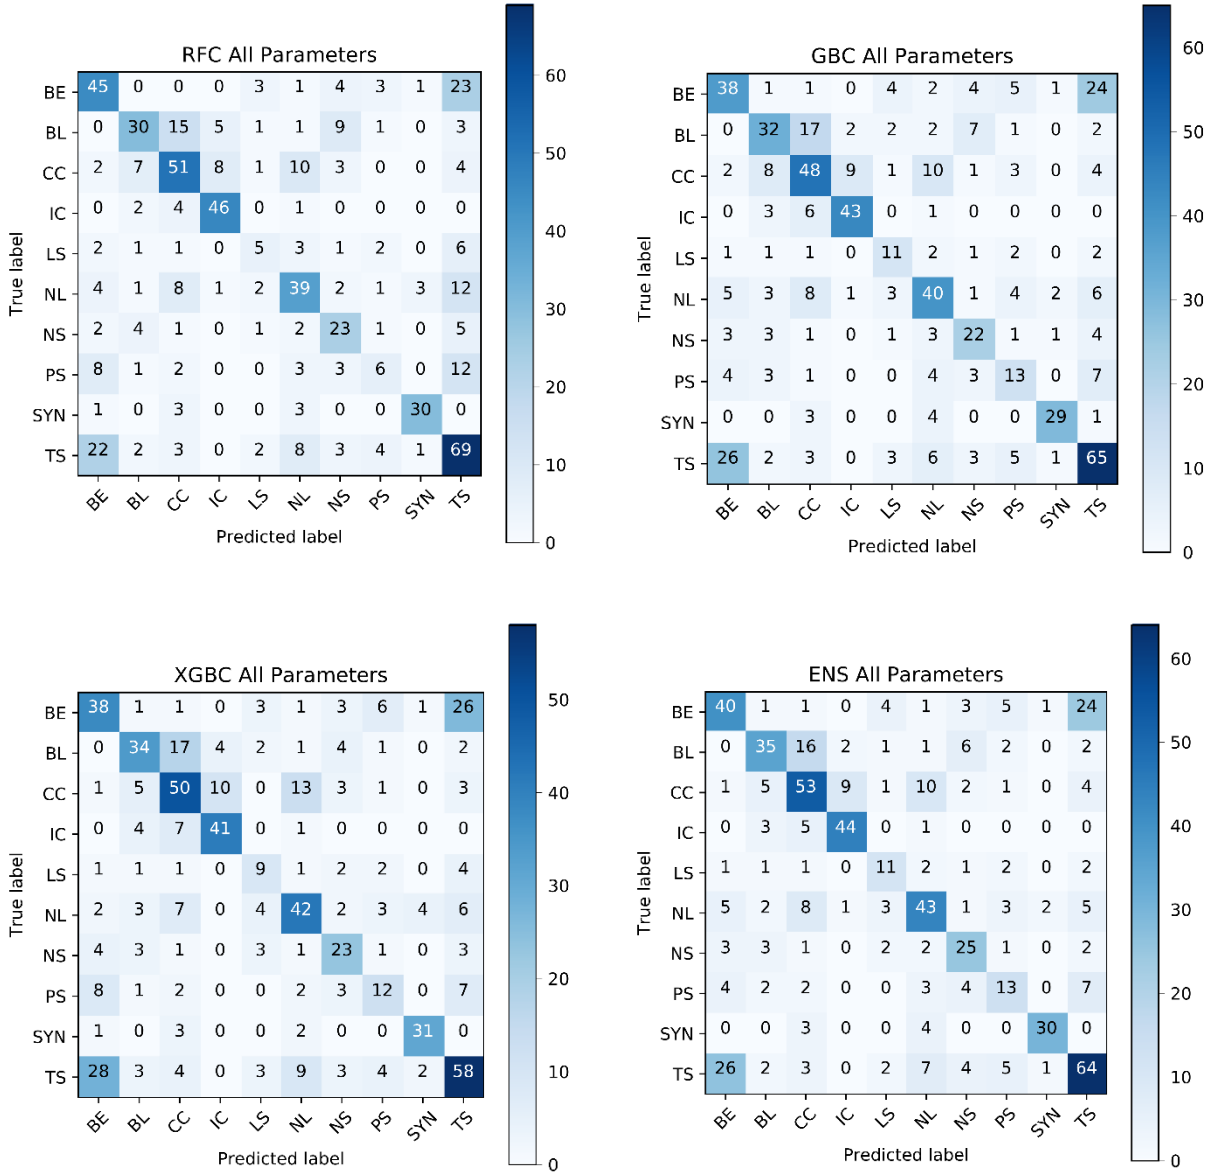 RFC All Parameters
True label
BE 45 0 0 0 3 1 4 3 1 23
BL 0 30 15 5 1 1 9 1 0 3
CC 2 7 51 8 1 10 3 0 0 4
IC 0 2 4 46 0 1 0 0 0 0
LS 2 1 1 0 5 3 1 2 0 6
NL 4 1 8 1 2 39 2 1 3 12
NS 2 4 1 0 1 2 23 1 0 5
PS 8 1 2 0 0 3 3 6 0 12
SYN 1 0 3 0 0 3 0 0 30 0
TS 22 2 3 0 2 8 3 4 1 69
BE BL CC IC LS NL NS PS SYN TS
Predicted label
60
50
40
30
20
10
0
GBC All Parameters
True label
BE 38 1 1 0 4 2 4 5 1 24
BL 0 32 17 2 2 2 7 1 0 2
CC 2 8 48 9 1 10 1 3 0 4
IC 0 3 6 43 0 1 0 0 0 0
LS 1 1 1 0 11 2 1 2 0 2
NL 5 3 8 1 3 40 1 4 2 6
NS 3 3 1 0 1 3 22 1 1 4
PS 4 3 1 0 0 4 3 13 0 7
SYN 0 0 3 0 0 4 0 0 29 1
TS 26 2 3 0 3 6 3 5 1 65
BE BL CC IC LS NL NS PS SYN TS
Predicted label
60
50
40
30
20
10
0
XGBC All Parameters
True label
BE 38 1 1 0 3 1 3 6 1 26
BL 0 34 17 4 2 1 4 1 0 2
CC 1 5 50 10 0 13 3 1 0 3
IC 0 4 7 41 0 1 0 0 0 0
LS 1 1 1 0 9 1 2 2 0 4
NL 2 3 7 0 4 42 2 3 4 6
NS 4 3 1 0 3 1 23 1 0 3
PS 8 1 2 0 0 2 3 12 0 7
SYN 1 0 3 0 0 2 0 0 31 0
TS 28 3 4 0 3 9 3 4 2 58
BE BL CC IC LS NL NS PS SYN TS
Predicted label
50
40
30
20
10
0
ENS All Parameters
True label
BE 40 1 1 0 4 1 3 5 1 24
BL 0 35 16 2 1 1 6 2 0 2
CC 1 5 53 9 1 10 2 1 0 4
IC 0 3 5 44 0 1 0 0 0 0
LS 1 1 1 0 11 2 1 2 0 2
NL 5 2 8 1 3 43 1 3 2 5
NS 3 3 1 0 2 2 25 1 0 2
PS 4 2 2 0 0 3 4 13 0 7
SYN 0 0 3 0 0 4 0 0 30 0
TS 26 2 3 0 2 7 4 5 1 64
BE BL CC IC LS NL NS PS SYN TS
Predicted label
60
50
40
30
20
10
0